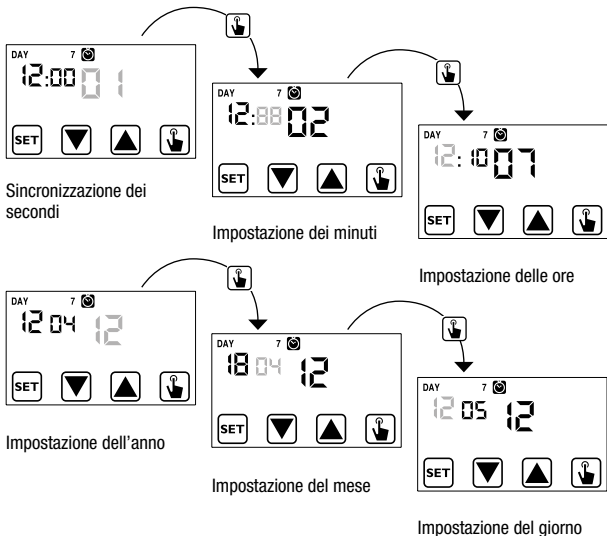 DAY 7
12:00 01
SET
Sincronizzazione dei
secondi
DAY 7
12:88 02
SET
Impostazione dei minuti
DAY 7
12:10 07
SET
Impostazione delle ore
DAY 7
12 04 12
SET
Impostazione dell'anno
DAY 7
18 04 12
SET
Impostazione del mese
DAY 7
12 05 12
SET
Impostazione del giorno